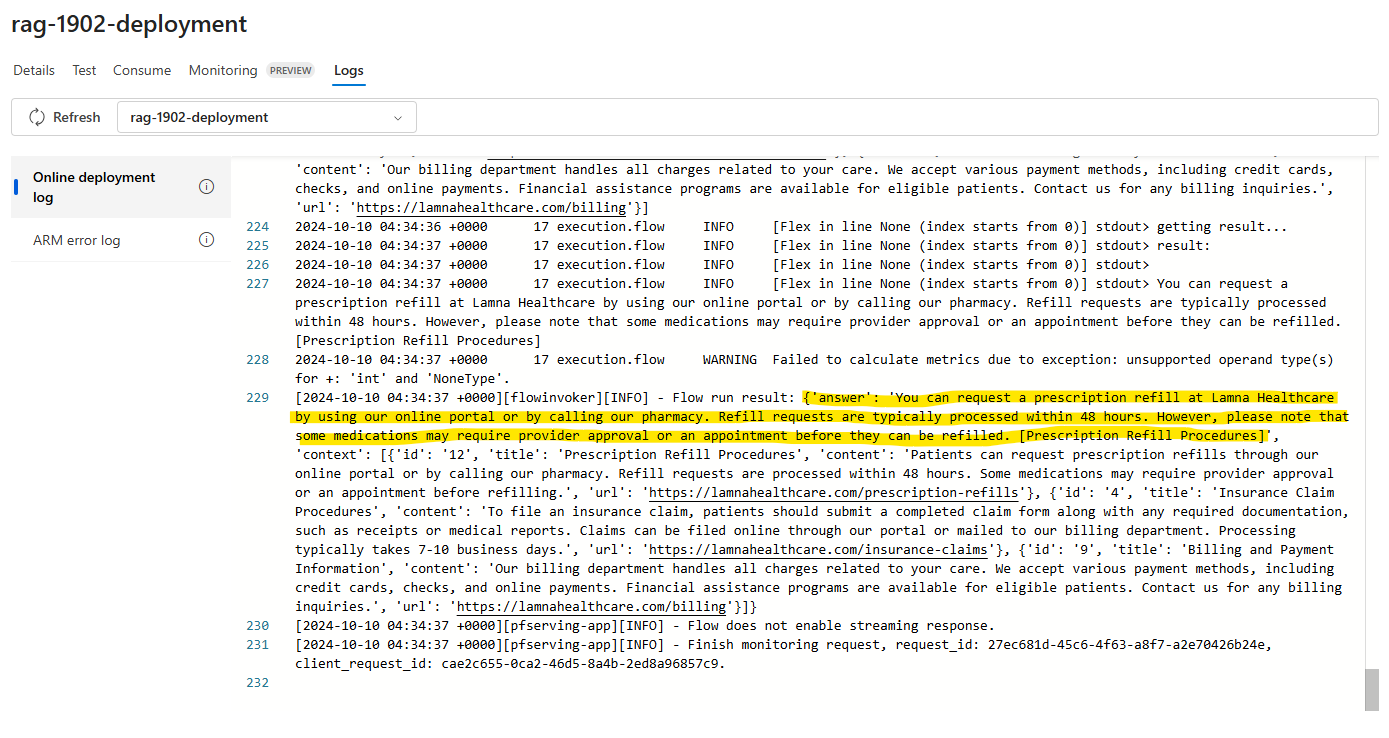 rag-1902-deployment
Details Test Consume Monitoring PREVIEW Logs
Refresh rag-1902-deployment
Online deployment
log
ARM error log
'content': 'Our billing department handles all charges related to your care. We accept various payment methods, including credit cards,
checks, and online payments. Financial assistance programs are available for eligible patients. Contact us for any billing inquiries.',
'url': 'https://lamnahealthcare.com/billing'}]
224 2024-10-10 04:34:36 +0000 17 execution.flow INFO [Flex in line None (index starts from 0)] stdout> getting result...
225 2024-10-10 04:34:37 +0000 17 execution.flow INFO [Flex in line None (index starts from 0)] stdout> result:
226 2024-10-10 04:34:37 +0000 17 execution.flow INFO [Flex in line None (index starts from 0)] stdout>
227 2024-10-10 04:34:37 +0000 17 execution.flow INFO [Flex in line None (index starts from 0)] stdout> You can request a
prescription refill at Lamna Healthcare by using our online portal or by calling our pharmacy. Refill requests are typically processed
within 48 hours. However, please note that some medications may require provider approval or an appointment before they can be refilled.
[Prescription Refill Procedures]
228 2024-10-10 04:34:37 +0000 17 execution.flow WARNING Failed to calculate metrics due to exception: unsupported operand type(s)
for +: 'int' and 'NoneType'.
229 [2024-10-10 04:34:37 +0000][flowinvoker][INFO] - Flow run result: {'answer': 'You can request a prescription refill at Lamna Healthcare
by using our online portal or by calling our pharmacy. Refill requests are typically processed within 48 hours. However, please note that
some medications may require provider approval or an appointment before they can be refilled. [Prescription Refill Procedures]',
'context': [{'id': '12', 'title': 'Prescription Refill Procedures', 'content': 'Patients can request prescription refills through our
online portal or by calling our pharmacy. Refill requests are processed within 48 hours. Some medications may require provider approval
or an appointment before refilling.', 'url': 'https://lamnahealthcare.com/prescription-refills'}, {'id': '4', 'title': 'Insurance Claim
Procedures', 'content': 'To file an insurance claim, patients should submit a completed claim form along with any required documentation,
such as receipts or medical reports. Claims can be filed online through our portal or mailed to our billing department. Processing
typically takes 7-10 business days.', 'url': 'https://lamnahealthcare.com/insurance-claims'}, {'id': '9', 'title': 'Billing and Payment
Information', 'content': 'Our billing department handles all charges related to your care. We accept various payment methods, including
credit cards, checks, and online payments. Financial assistance programs are available for eligible patients. Contact us for any billing
inquiries.', 'url': 'https://lamnahealthcare.com/billing'}]}
230 [2024-10-10 04:34:37 +0000][pfserving-app][INFO] - Flow does not enable streaming response.
231 [2024-10-10 04:34:37 +0000][pfserving-app][INFO] - Finish monitoring request, request_id: 27ec681d-45c6-4f63-a8f7-a2e70426b24e,
client_request_id: cae2c655-0ca2-46d5-8a4b-2ed8a96857c9.
232